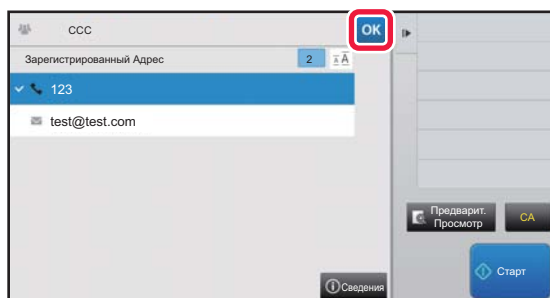 CCC
OK
Зарегистрированный Адрес
2
A Ā
123
test@test.com
Предварит.
Просмотр
CA
Сведения
Старт